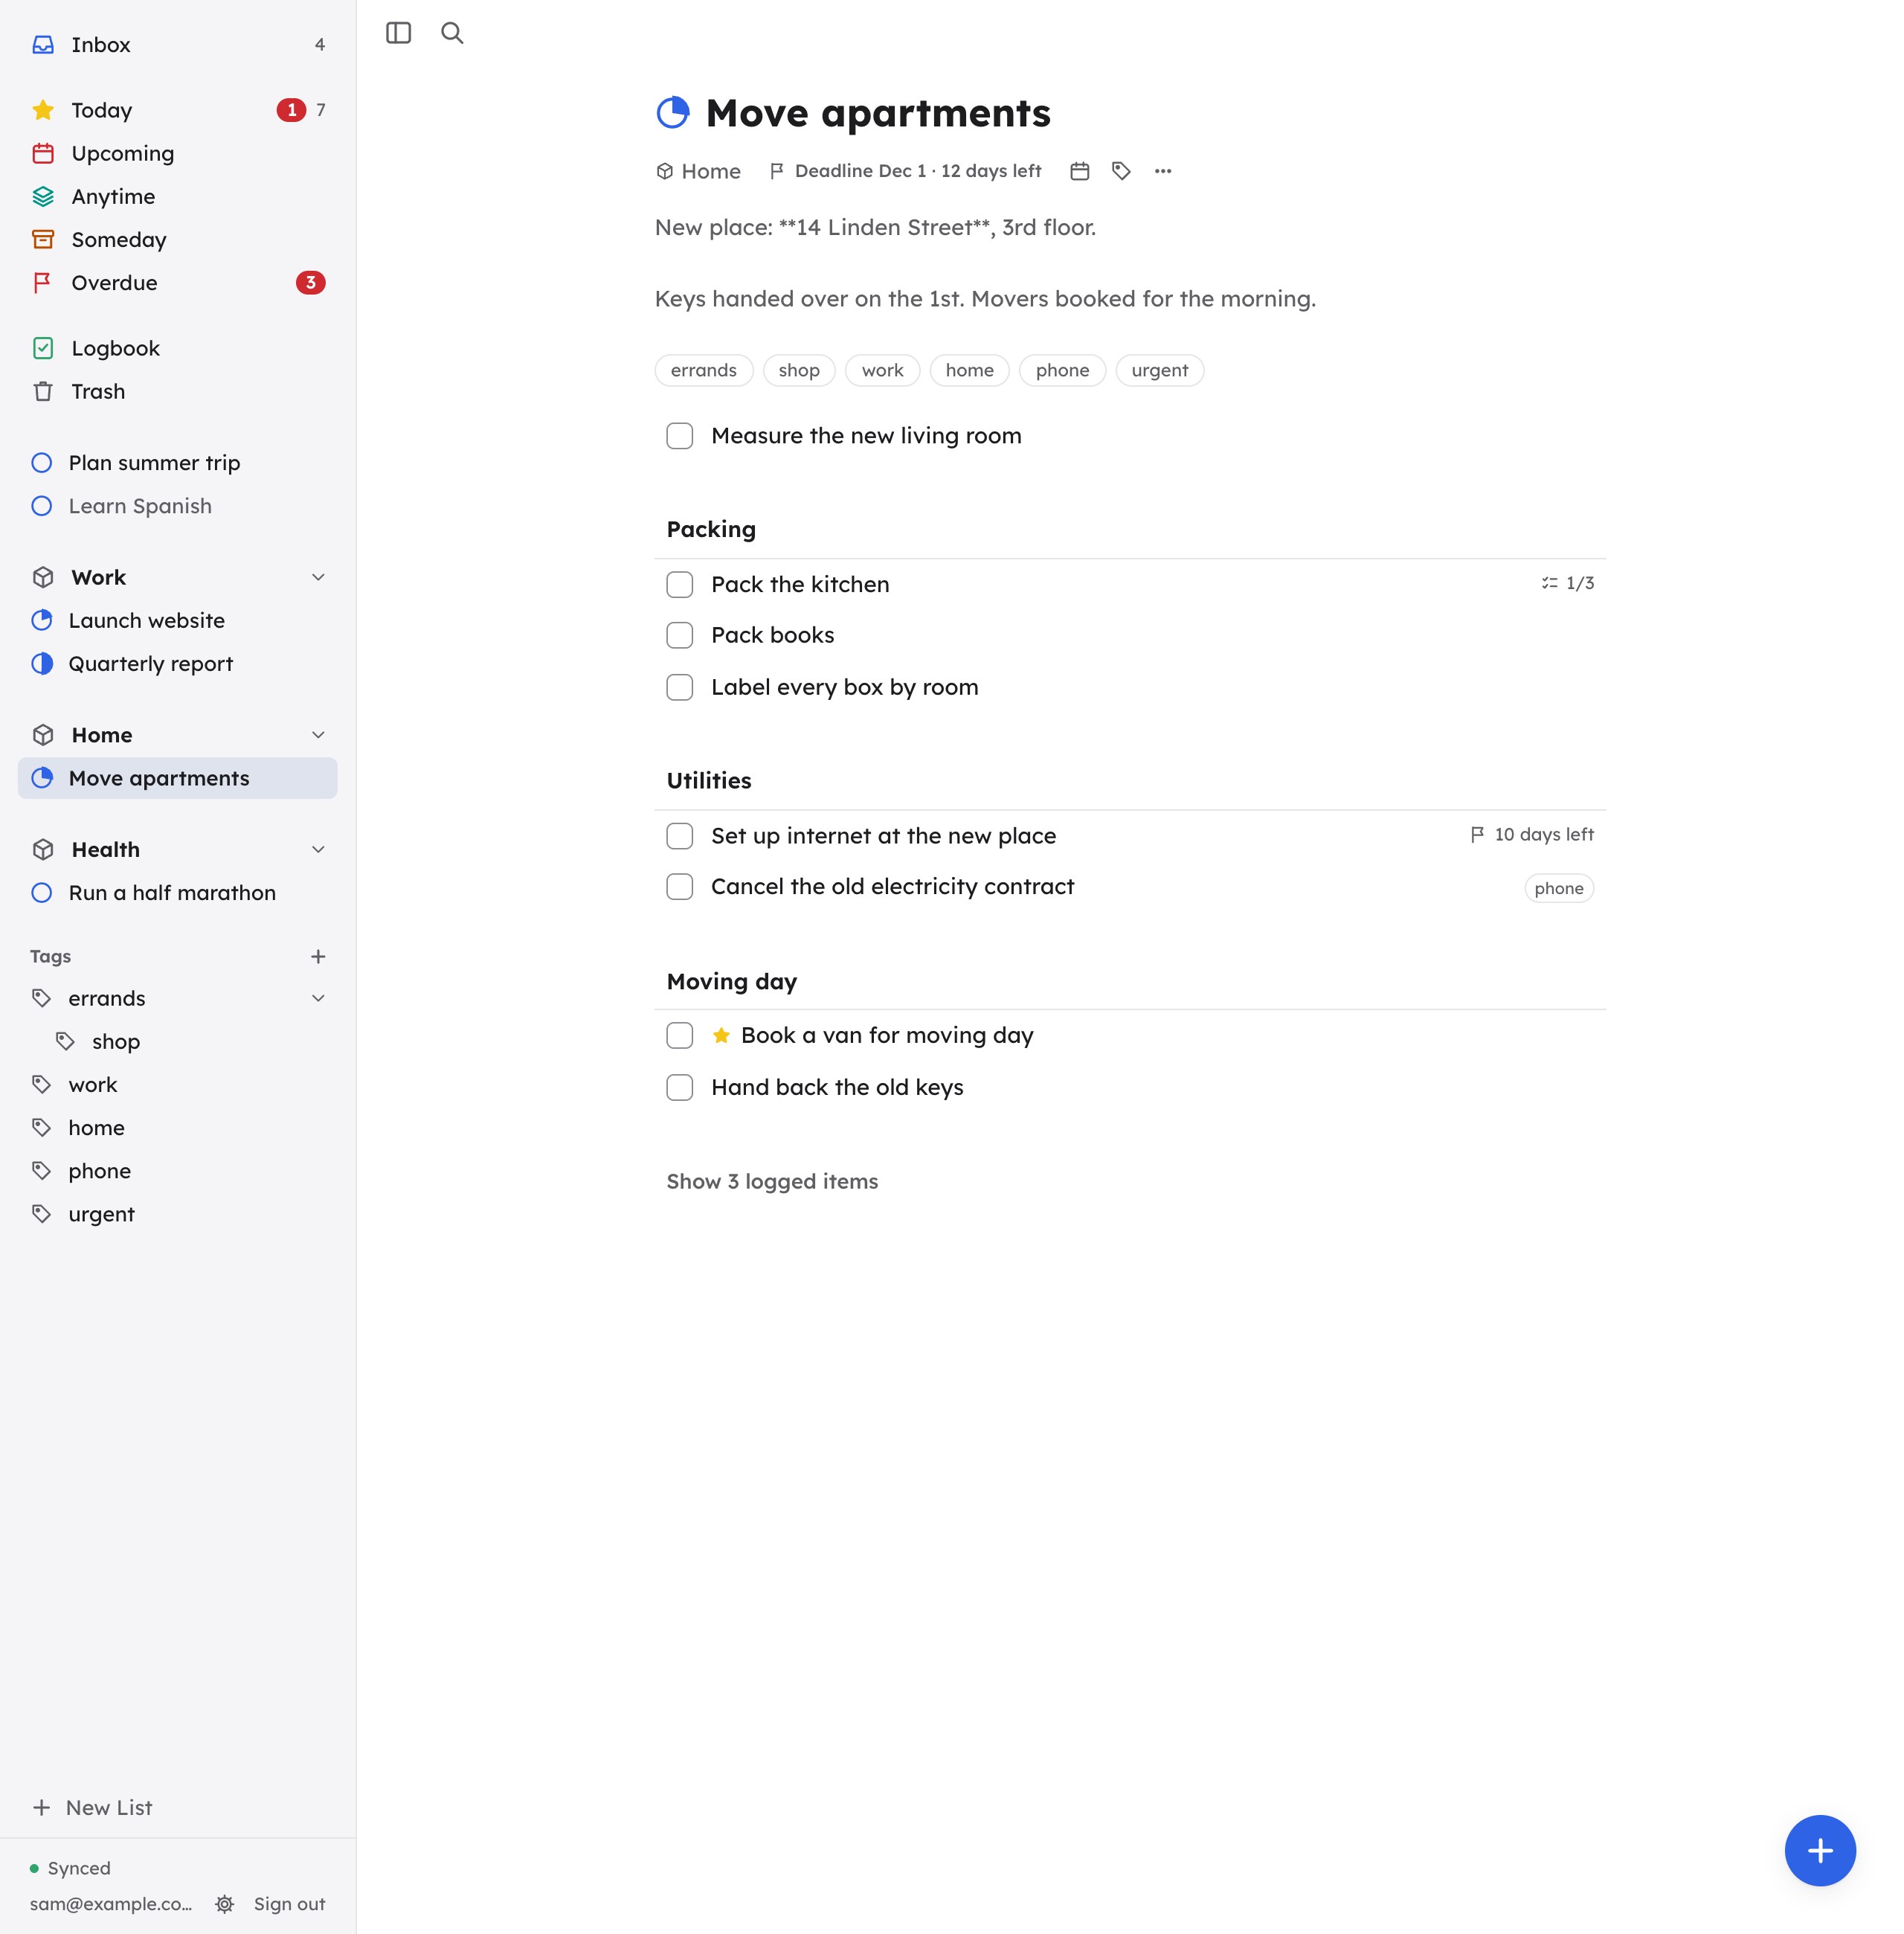 Inbox 4
Today 1 7
Upcoming
Anytime
Someday
Overdue 3
Logbook
Trash
Plan summer trip
Learn Spanish
Work
Launch website
Quarterly report
Home
Move apartments
Health
Run a half marathon
Tags
errands
shop
work
home
phone
urgent
New List
Synced
sam@example.co...
Sign out
Move apartments
Home Deadline Dec 1 · 12 days left
New place: **14 Linden Street**, 3rd floor.
Keys handed over on the 1st. Movers booked for the morning.
errands shop work home phone urgent
Measure the new living room
Packing
Pack the kitchen 1/3
Pack books
Label every box by room
Utilities
Set up internet at the new place 10 days left
Cancel the old electricity contract phone
Moving day
Book a van for moving day
Hand back the old keys
Show 3 logged items